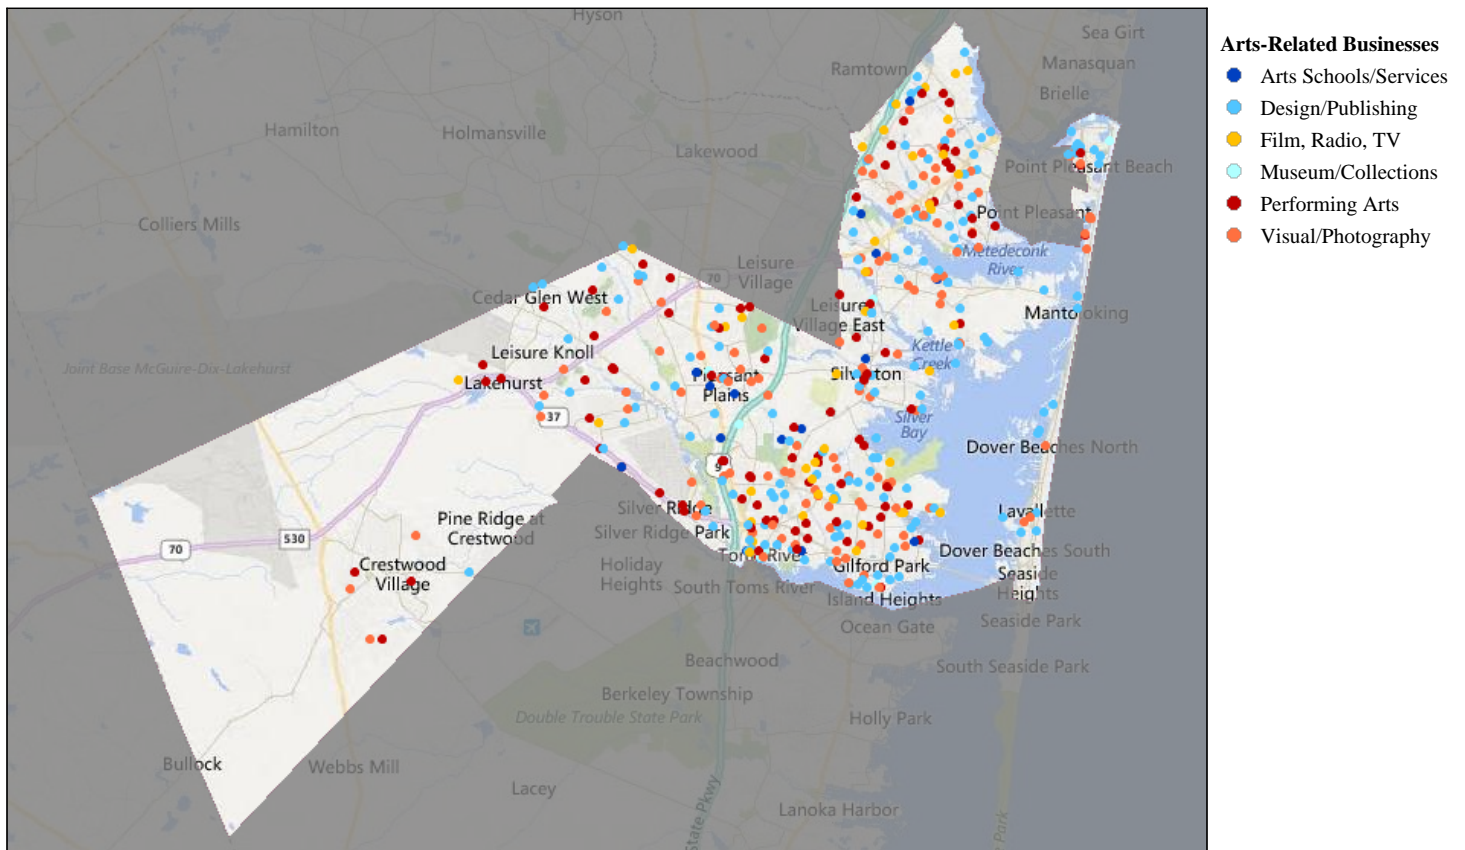 Hyson
Sea Girt
Ramtown
Manasquan
Brielle
Hamilton
Holmansville
Lakewood
Point Pleasant Beach
Point Pleasant
Colliers Mills
Metedeconk
River
Leisure
Village
70
Cedar Glen West
Leisure
Village East
Mantoloking
Leisure Knoll
Kettle
Creek
Joint Base McGuire-Dix-Lakehurst
Lakehurst
Pleasant
Plains
Silverton
37
Silver
Bay
Dover Beaches North
9
Silver Ridge
Lavallette
Pine Ridge at
Crestwood
Silver Ridge Park
530
70
Toms River
Dover Beaches South
Crestwood
Village
Holiday
Heights
Gilford Park
Seaside
Heights
South Toms River
Island Heights
Ocean Gate
Seaside Park
Beachwood
South Seaside Park
Berkeley Township
Double Trouble State Park
Holly Park
Bullock
Webbs Mill
Lacey
Lanoka Harbor
State Pkwy
Park
Arts-Related Businesses
Arts Schools/Services
Design/Publishing
Film, Radio, TV
Museum/Collections
Performing Arts
Visual/Photography